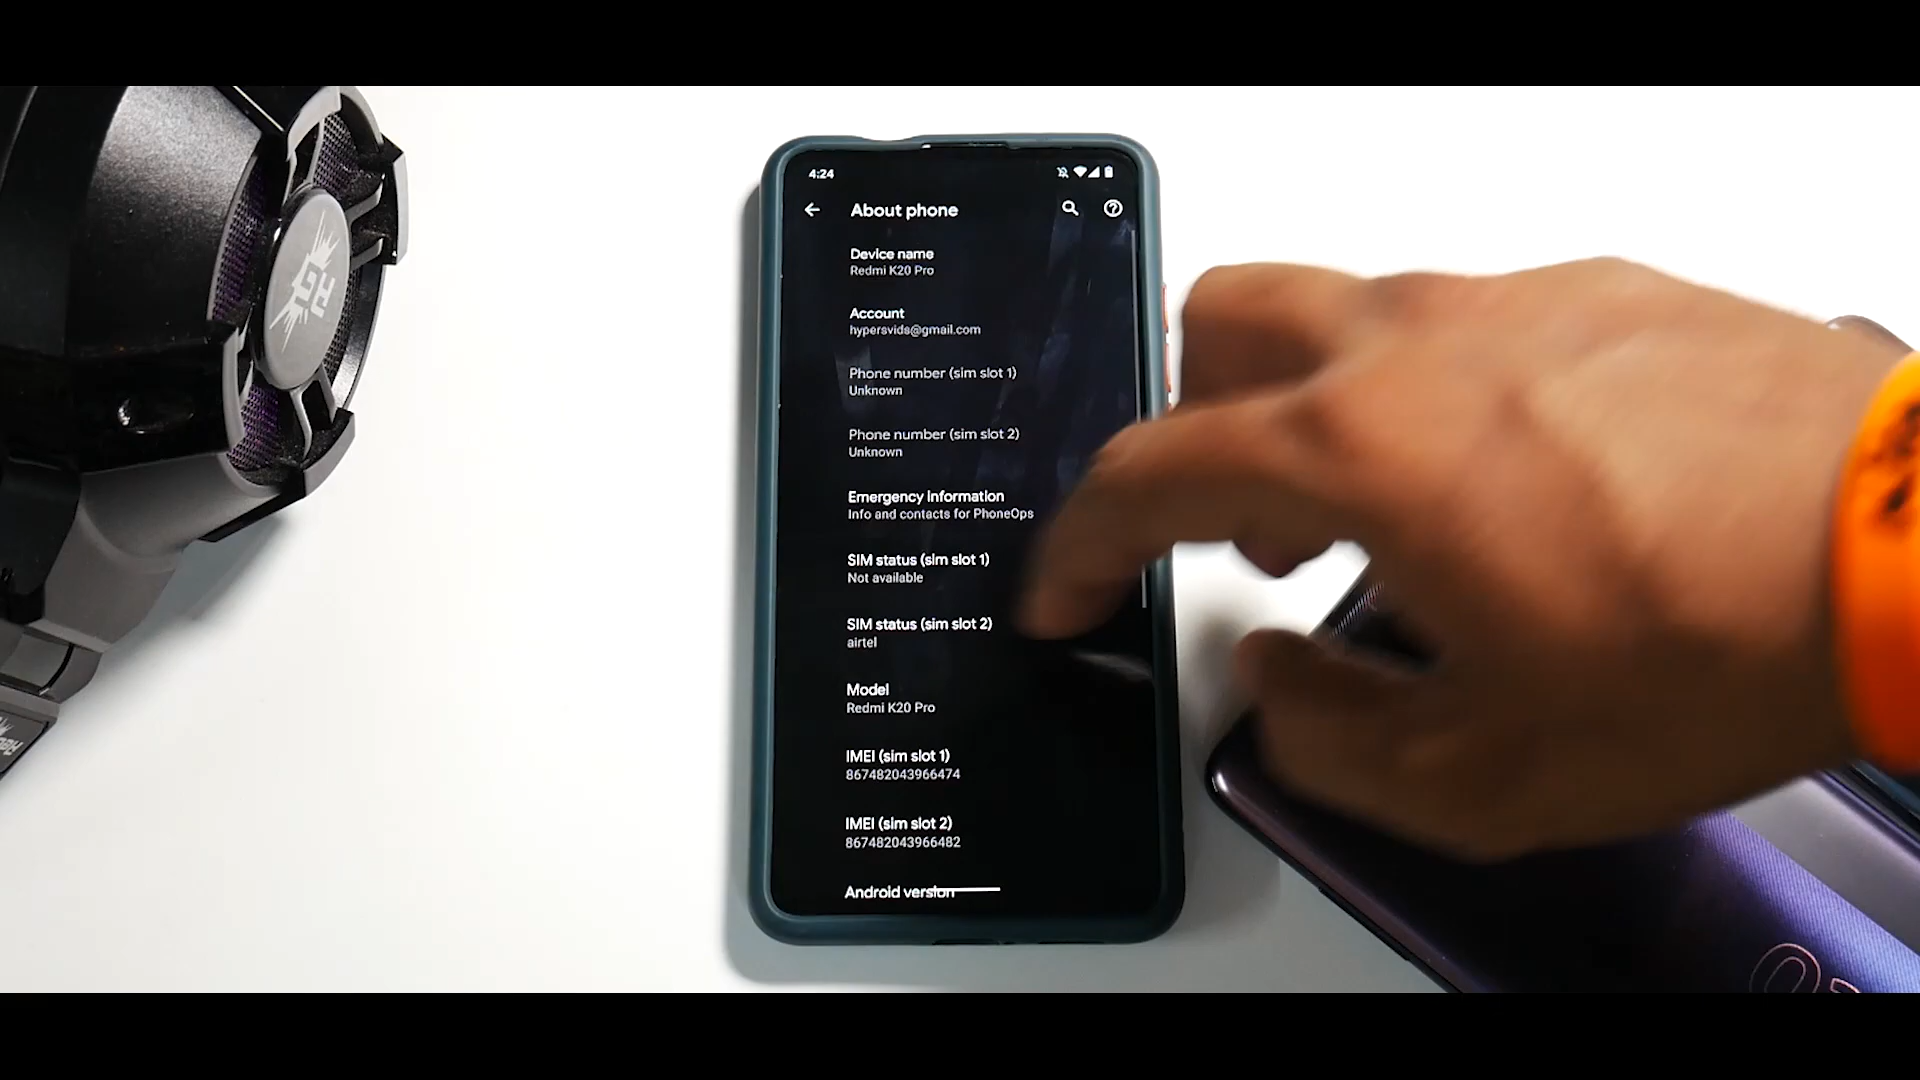 4:24
About phone
Device name
Redmi K20 Pro
Account
hypersvids@gmail.com
Phone number (sim slot 1)
Unknown
Phone number (sim slot 2)
Unknown
Emergency information
Info and contacts for PhoneOps
SIM status (sim slot 1)
Not available
SIM status (sim slot 2)
airtel
Model
Redmi K20 Pro
IMEI (sim slot 1)
867482043966474
IMEI (sim slot 2)
867482043966482
Android version